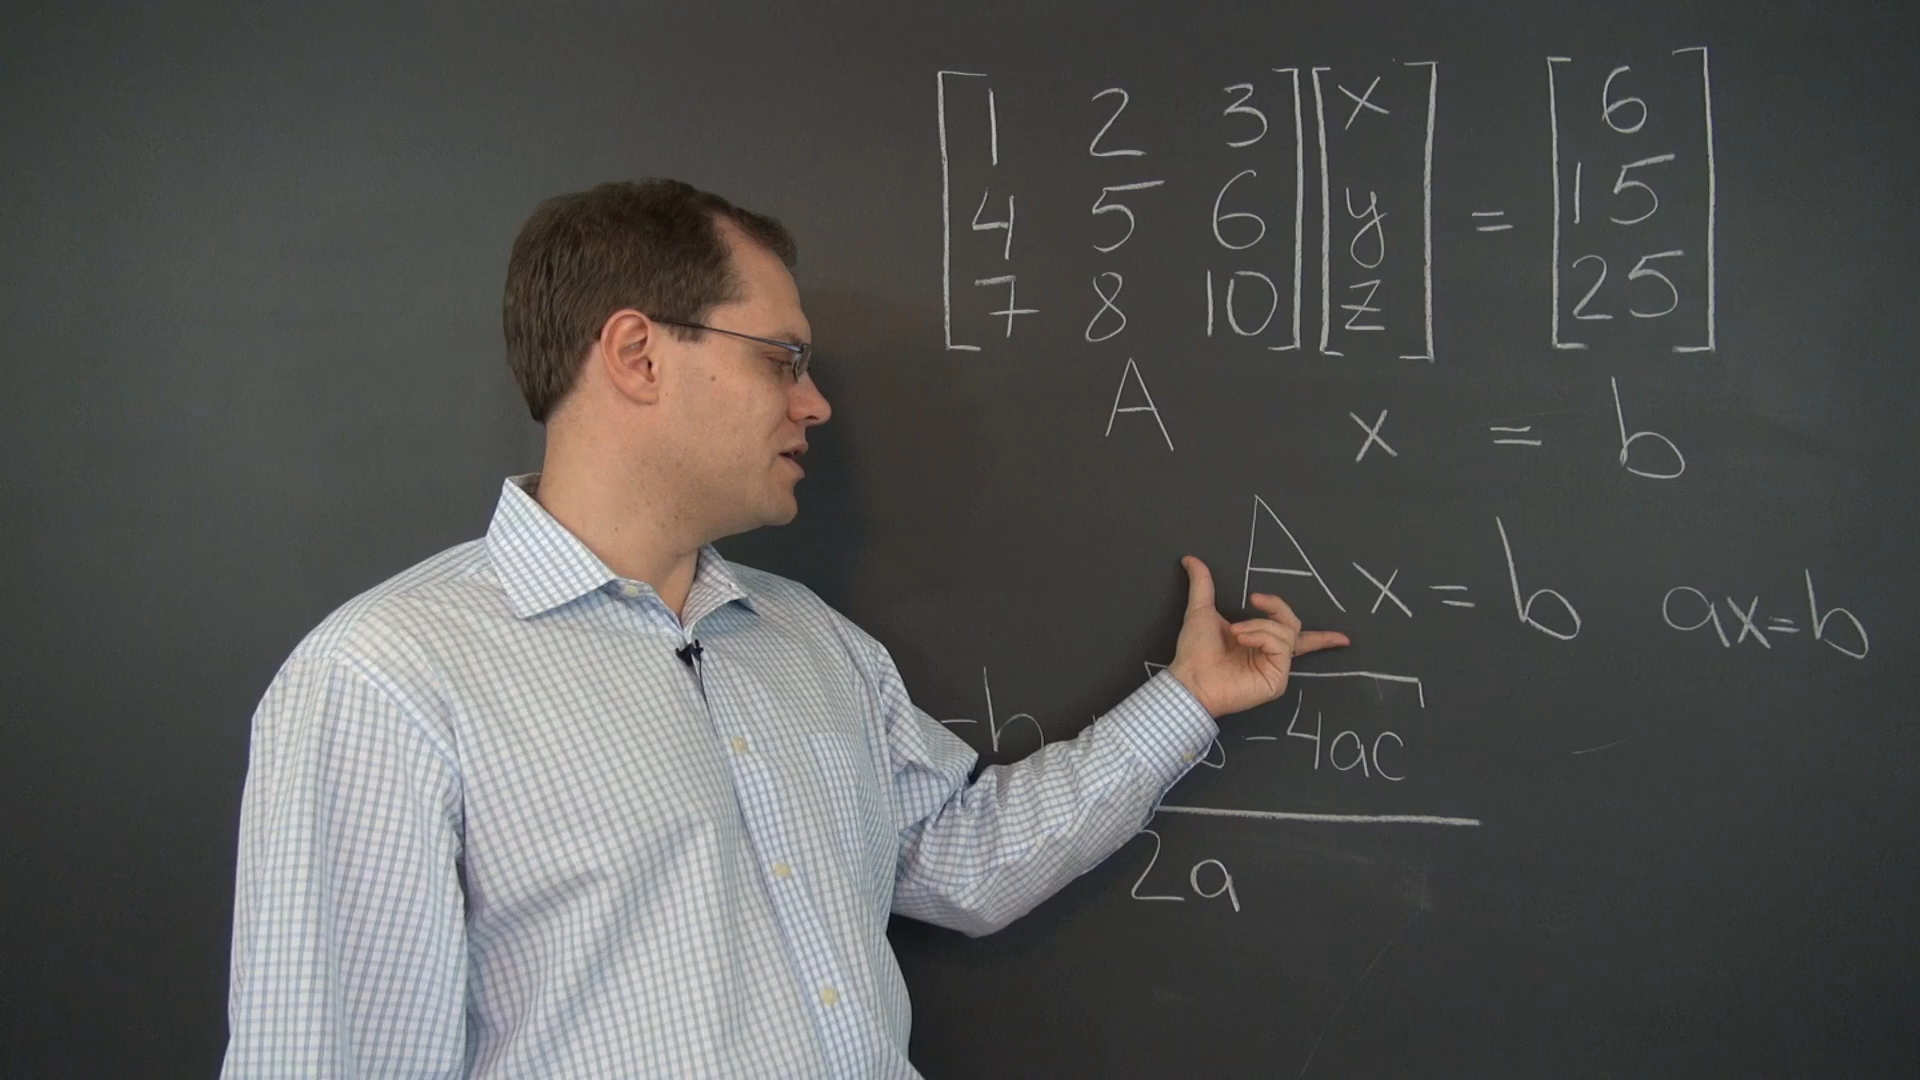 1 2 3 x 6
4 5 6 y = 15
7 8 10 z 25
A x = b
Ax = b ax=b
-b -4ac
2a